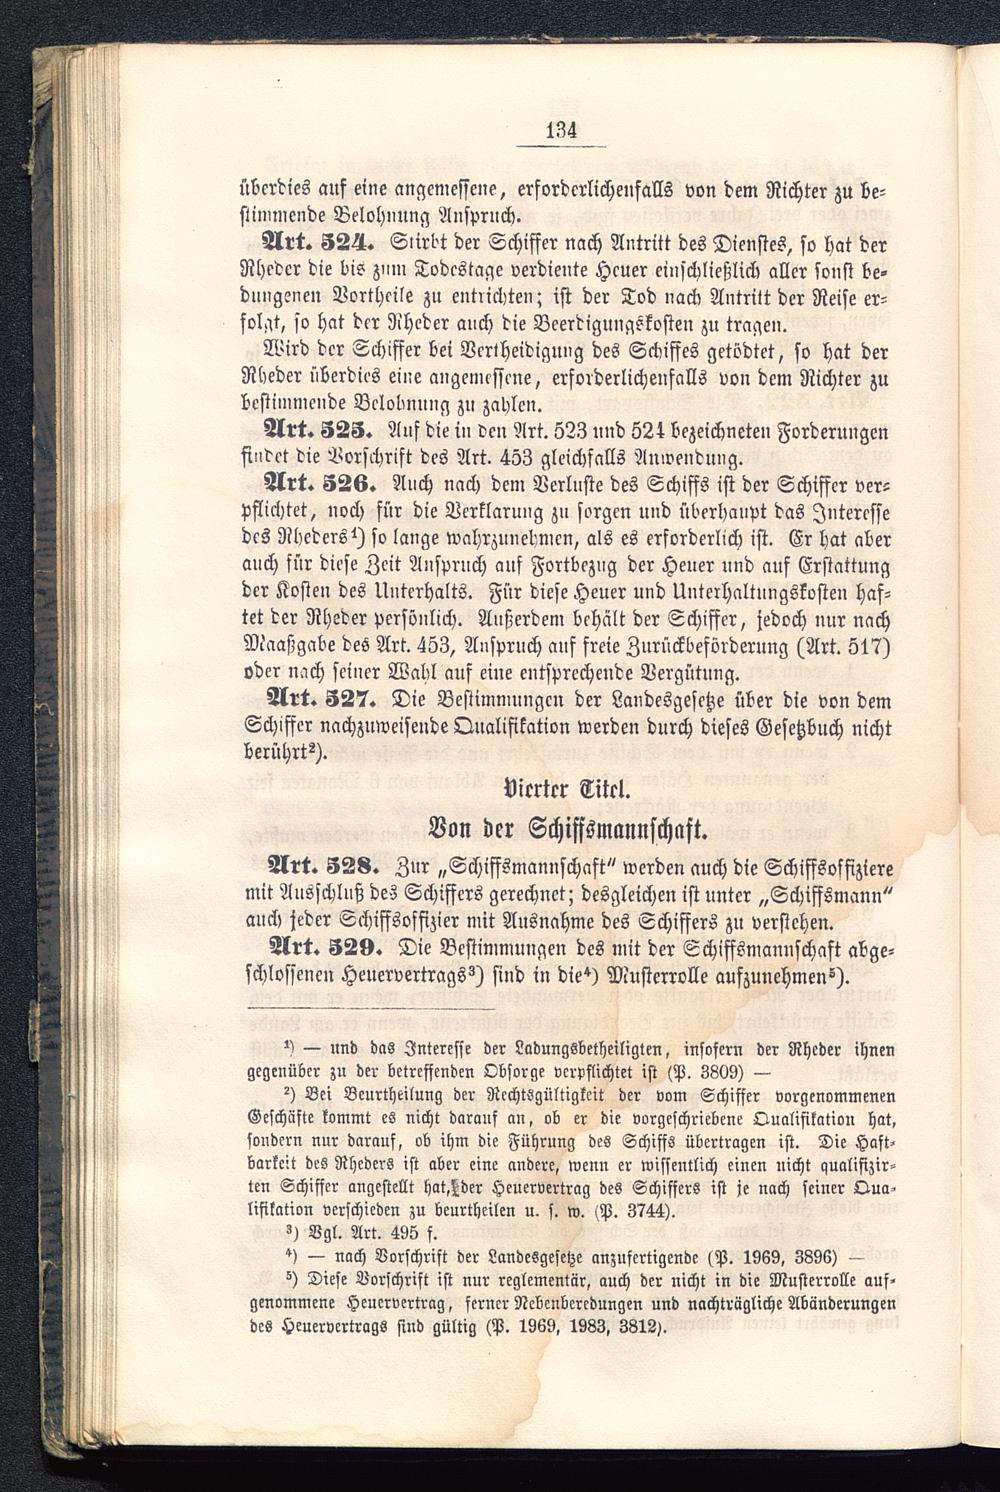 134
überdies auf eine angemessene, erforderlichenfalls von dem Richter zu be-
stimmende Belohnung Anspruch.
Art. 524. Stirbt der Schiffer nach Antritt des Dienstes, so hat der
Rheder die bis zum Todestage verdiente Heuer einschließlich aller sonst be-
dungenen Vortheile zu entrichten; ist der Tod nach Antritt der Reise er-
folgt, so hat der Rheder auch die Beerdigungskosten zu tragen.
Wird der Schiffer bei Vertheidigung des Schiffes getödtet, so hat der
Rheder überdies eine angemessene, erforderlichenfalls von dem Richter zu
bestimmende Belohnung zu zahlen.
Art. 525. Auf die in den Art. 523 und 524 bezeichneten Forderungen
findet die Vorschrift des Art. 453 gleichfalls Anwendung.
Art. 526. Auch nach dem Verluste des Schiffs ist der Schiffer ver-
pflichtet, noch für die Verklarung zu sorgen und überhaupt das Interesse
des Rheders¹) so lange wahrzunehmen, als es erforderlich ist. Er hat aber
auch für diese Zeit Anspruch auf Fortbezug der Heuer und auf Erstattung
der Kosten des Unterhalts. Für diese Heuer und Unterhaltungskosten haf-
tet der Rheder persönlich. Außerdem behält der Schiffer, jedoch nur nach
Maaßgabe des Art. 453, Anspruch auf freie Zurückbeförderung (Art. 517)
oder nach seiner Wahl auf eine entsprechende Vergütung.
Art. 527. Die Bestimmungen der Landesgesetze über die von dem
Schiffer nachzuweisende Qualifikation werden durch dieses Gesetzbuch nicht
berührt²).
Vierter Titel.
Von der Schiffsmannschaft.
Art. 528. Zur „Schiffsmannschaft“ werden auch die Schiffsoffiziere
mit Ausschluß des Schiffers gerechnet; desgleichen ist unter „Schiffsmann“
auch jeder Schiffsoffizier mit Ausnahme des Schiffers zu verstehen.
Art. 529. Die Bestimmungen des mit der Schiffsmannschaft abge-
schlossenen Heuervertrags³) sind in die⁴) Musterrolle aufzunehmen⁵).
¹) — und das Interesse der Ladungsbetheiligten, insofern der Rheder ihnen
gegenüber zu der betreffenden Obsorge verpflichtet ist (P. 3809) —
²) Bei Beurtheilung der Rechtsgültigkeit der vom Schiffer vorgenommenen
Geschäfte kommt es nicht darauf an, ob er die vorgeschriebene Qualifikation hat,
sondern nur darauf, ob ihm die Führung des Schiffs übertragen ist. Die Haft-
barkeit des Rheders ist aber eine andere, wenn er wissentlich einen nicht qualifizir-
ten Schiffer angestellt hat, der Heuervertrag des Schiffers ist je nach seiner Qua-
lifikation verschieden zu beurtheilen u. s. w. (P. 3744).
³) Vgl. Art. 495 f.
⁴) — nach Vorschrift der Landesgesetze anzufertigende (P. 1969, 3896) —
⁵) Diese Vorschrift ist nur reglementär, auch der nicht in die Musterrolle auf-
genommene Heuervertrag, ferner Nebenberedungen und nachträgliche Abänderungen
des Heuervertrags sind gültig (P. 1969, 1983, 3812).